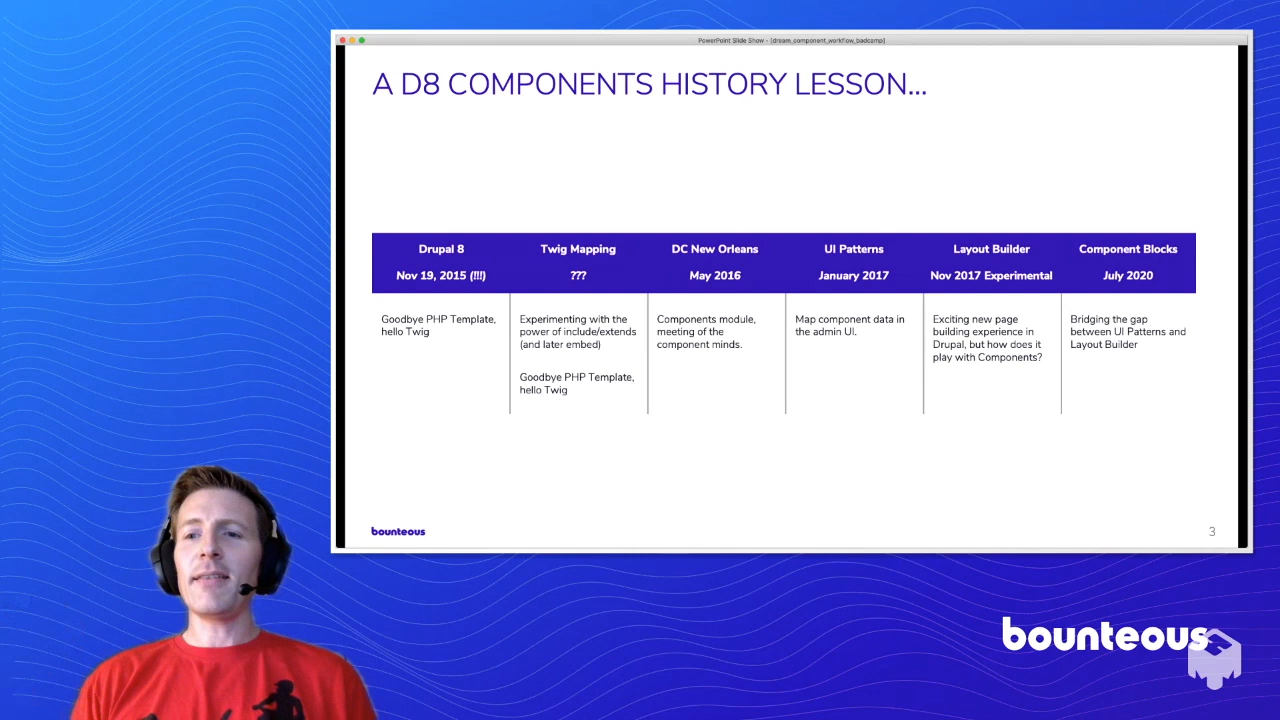 PowerPoint Slide Show - [dream_component_workflow_badcamp]
A D8 COMPONENTS HISTORY LESSON...
Drupal 8
Nov 19, 2015 (!!!)
Goodbye PHP Template,
hello Twig
Twig Mapping
???
Experimenting with the
power of include/extends
(and later embed)
Goodbye PHP Template,
hello Twig
DC New Orleans
May 2016
Components module,
meeting of the
component minds.
UI Patterns
January 2017
Map component data in
the admin UI.
Layout Builder
Nov 2017 Experimental
Exciting new page
building experience in
Drupal, but how does it
play with Components?
Component Blocks
July 2020
Bridging the gap
between UI Patterns and
Layout Builder
bounteous
3
bounteous